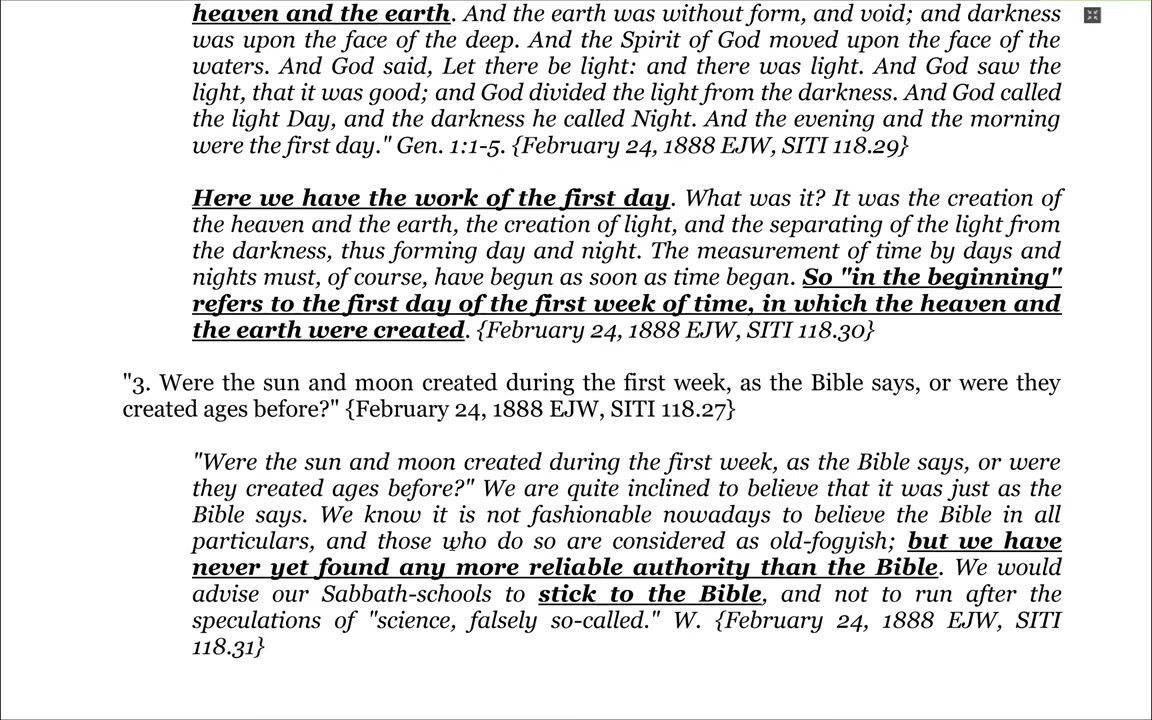 heaven and the earth. And the earth was without form, and void; and darkness
was upon the face of the deep. And the Spirit of God moved upon the face of the
waters. And God said, Let there be light: and there was light. And God saw the
light, that it was good; and God divided the light from the darkness. And God called
the light Day, and the darkness he called Night. And the evening and the morning
were the first day." Gen. 1:1-5. {February 24, 1888 EJW, SITI 118.29}
Here we have the work of the first day. What was it? It was the creation of
the heaven and the earth, the creation of light, and the separating of the light from
the darkness, thus forming day and night. The measurement of time by days and
nights must, of course, have begun as soon as time began. So "in the beginning"
refers to the first day of the first week of time, in which the heaven and
the earth were created. {February 24, 1888 EJW, SITI 118.30}
"3. Were the sun and moon created during the first week, as the Bible says, or were they
created ages before?" {February 24, 1888 EJW, SITI 118.27}
"Were the sun and moon created during the first week, as the Bible says, or were
they created ages before?" We are quite inclined to believe that it was just as the
Bible says. We know it is not fashionable nowadays to believe the Bible in all
particulars, and those who do so are considered as old-fogyish; but we have
never yet found any more reliable authority than the Bible. We would
advise our Sabbath-schools to stick to the Bible, and not to run after the
speculations of "science, falsely so-called." W. {February 24, 1888 EJW, SITI
118.31}